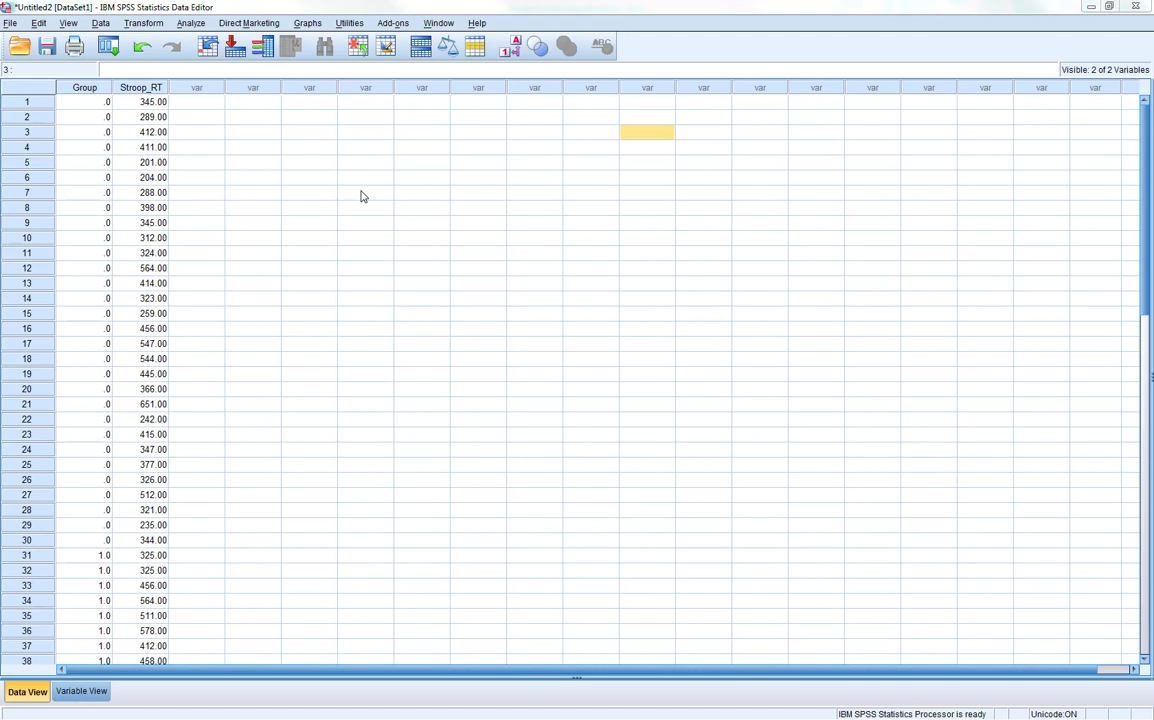 *Untitled2 [DataSet1] - IBM SPSS Statistics Data Editor
File Edit View Data Transform Analyze Direct Marketing Graphs Utilities Add-ons Window Help
3 :
Visible: 2 of 2 Variables
Group Stroop_RT var var var var var var var var var var var var var var var var var
1 .0 345.00
2 .0 289.00
3 .0 412.00
4 .0 411.00
5 .0 201.00
6 .0 204.00
7 .0 288.00
8 .0 398.00
9 .0 345.00
10 .0 312.00
11 .0 324.00
12 .0 564.00
13 .0 414.00
14 .0 323.00
15 .0 259.00
16 .0 456.00
17 .0 547.00
18 .0 544.00
19 .0 445.00
20 .0 366.00
21 .0 651.00
22 .0 242.00
23 .0 415.00
24 .0 347.00
25 .0 377.00
26 .0 326.00
27 .0 512.00
28 .0 321.00
29 .0 235.00
30 .0 344.00
31 1.0 325.00
32 1.0 325.00
33 1.0 456.00
34 1.0 564.00
35 1.0 511.00
36 1.0 578.00
37 1.0 412.00
38 1.0 458.00
Data View Variable View
IBM SPSS Statistics Processor is ready Unicode:ON